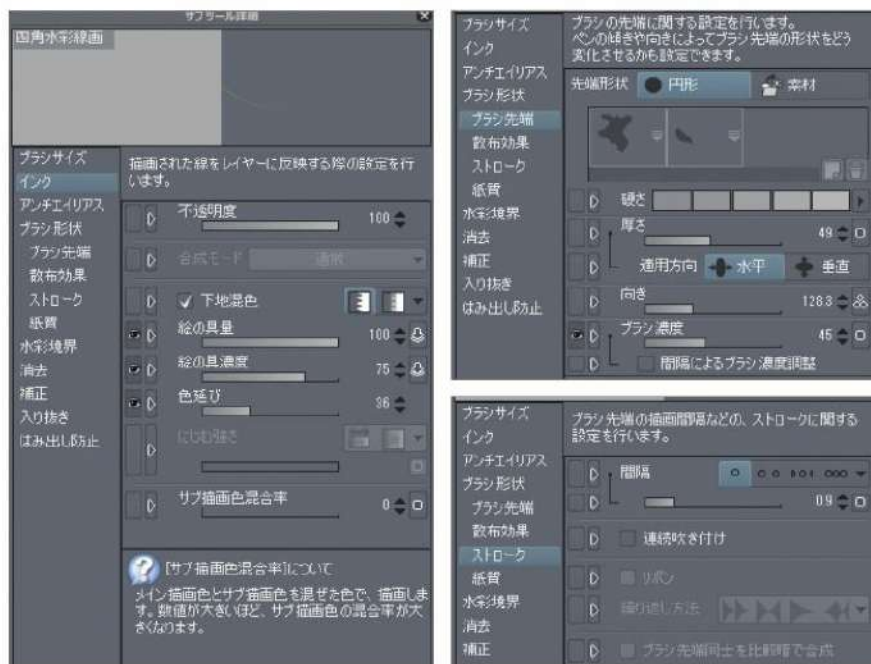 サブツール詳細
四角水彩線画
ブラシサイズ
インク
アンチエイリアス
ブラシ形状
ブラシ先端
散布効果
ストローク
紙質
水彩境界
消去
補正
入り抜き
はみ出し防止
描画された線をレイヤーに反映する際の設定を行
います。
不透明度
100
合成モード 通常
下地混色
絵の具量
100
絵の具濃度
75
色延び
36
にじむ強さ
サブ描画色混合率
0
[サブ描画色混合率]について
メイン描画色とサブ描画色を混ぜた色で、描画しま
す。数値が大きいほど、サブ描画色の混合率が大
きくなります。
ブラシサイズ
インク
アンチエイリアス
ブラシ形状
ブラシ先端
散布効果
ストローク
紙質
水彩境界
消去
補正
入り抜き
はみ出し防止
ブラシの先端に関する設定を行います。
ペンの傾きや向きによってブラシ先端の形状をどう
変化させるかも設定できます。
先端形状 円形 素材
硬さ
厚さ
49
適用方向 水平 垂直
向き
128.3
ブラシ濃度
45
間隔によるブラシ濃度調整
ブラシサイズ
インク
アンチエイリアス
ブラシ形状
ブラシ先端
散布効果
ストローク
紙質
水彩境界
消去
補正
ブラシ先端の描画間隔などの、ストロークに関する
設定を行います。
間隔
0.9
連続吹き付け
リボン
繰り返し方法
ブラシ先端同士を比較暗で合成